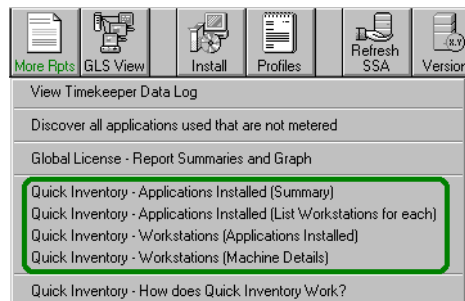 More Rpts GLS View Install Profiles Refresh SSA Version
View Timekeeper Data Log
Discover all applications used that are not metered
Global License - Report Summaries and Graph
Quick Inventory - Applications Installed (Summary)
Quick Inventory - Applications Installed (List Workstations for each)
Quick Inventory - Workstations (Applications Installed)
Quick Inventory - Workstations (Machine Details)
Quick Inventory - How does Quick Inventory Work?